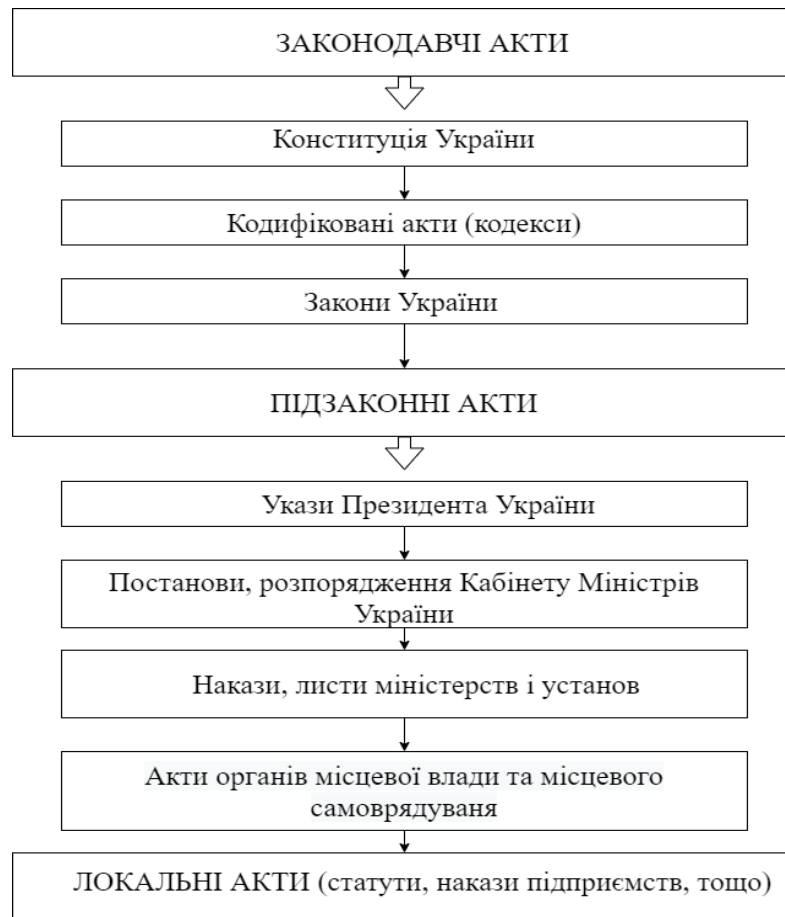 ЗАКОНОДАВЧІ АКТИ
Конституція України
Кодифіковані акти (кодекси)
Закони України
ПІДЗАКОННІ АКТИ
Укази Президента України
Постанови, розпорядження Кабінету Міністрів
України
Накази, листи міністерств і установ
Акти органів місцевої влади та місцевого
самоврядуваня
ЛОКАЛЬНІ АКТИ (статути, накази підприємств, тощо)